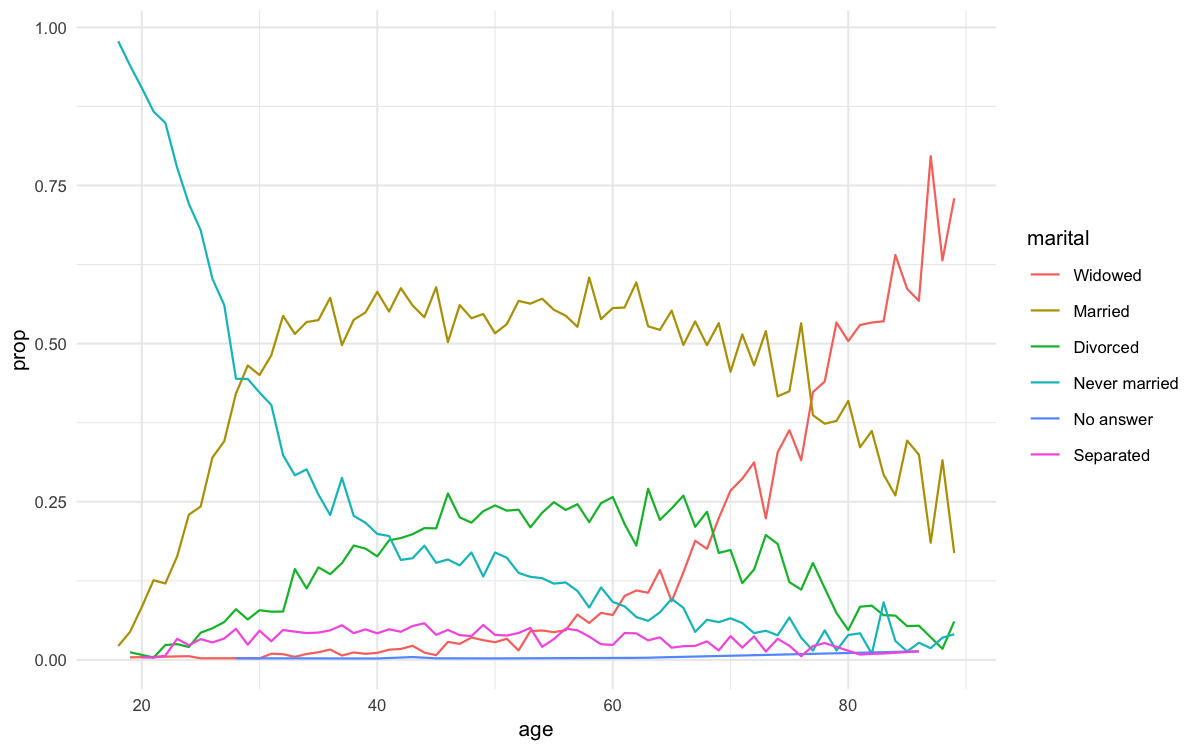 1.00
0.75
0.50
0.25
0.00
prop
20 40 60 80
age
marital
Widowed
Married
Divorced
Never married
No answer
Separated